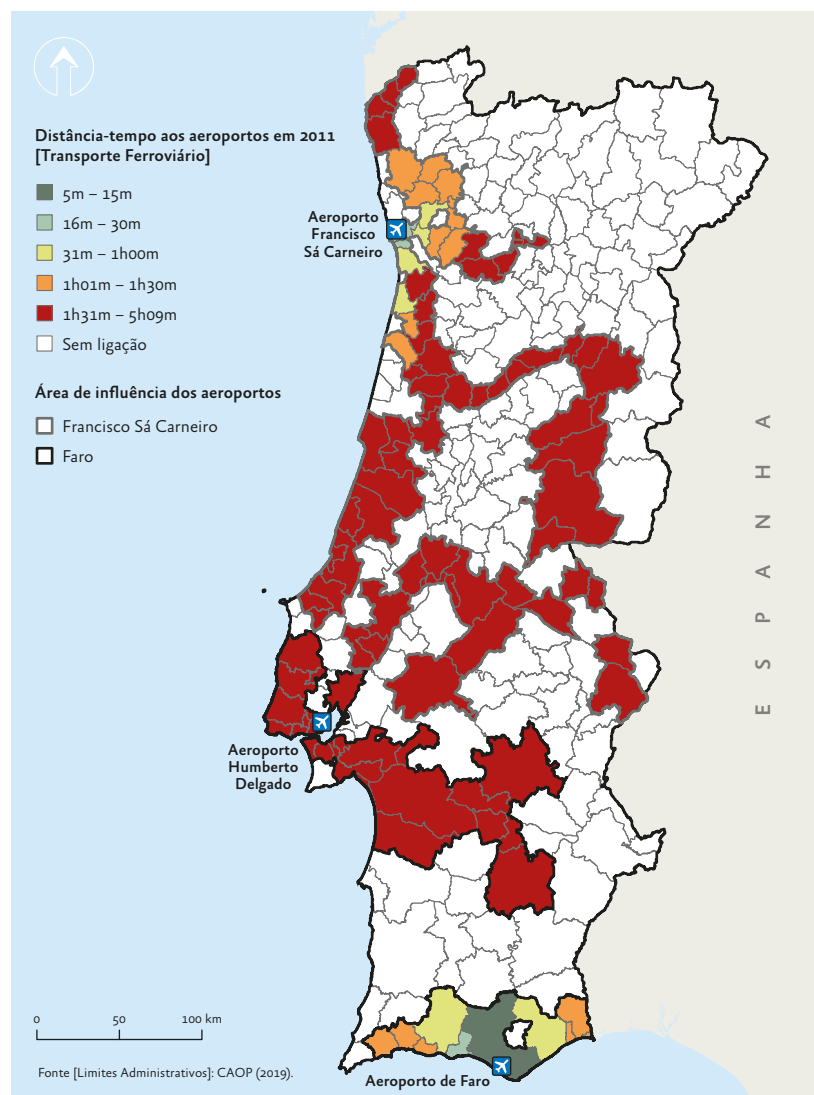 Distância-tempo aos aeroportos em 2011
[Transporte Ferroviário]
5m – 15m
16m – 30m
31m – 1h00m
1h01m – 1h30m
1h31m – 5h09m
Sem ligação
Área de influência dos aeroportos
Francisco Sá Carneiro
Faro
Aeroporto
Francisco
Sá Carneiro
ESPANHA
Aeroporto
Humberto
Delgado
0 50 100 km
Fonte [Limites Administrativos]: CAOP (2019).
Aeroporto de Faro